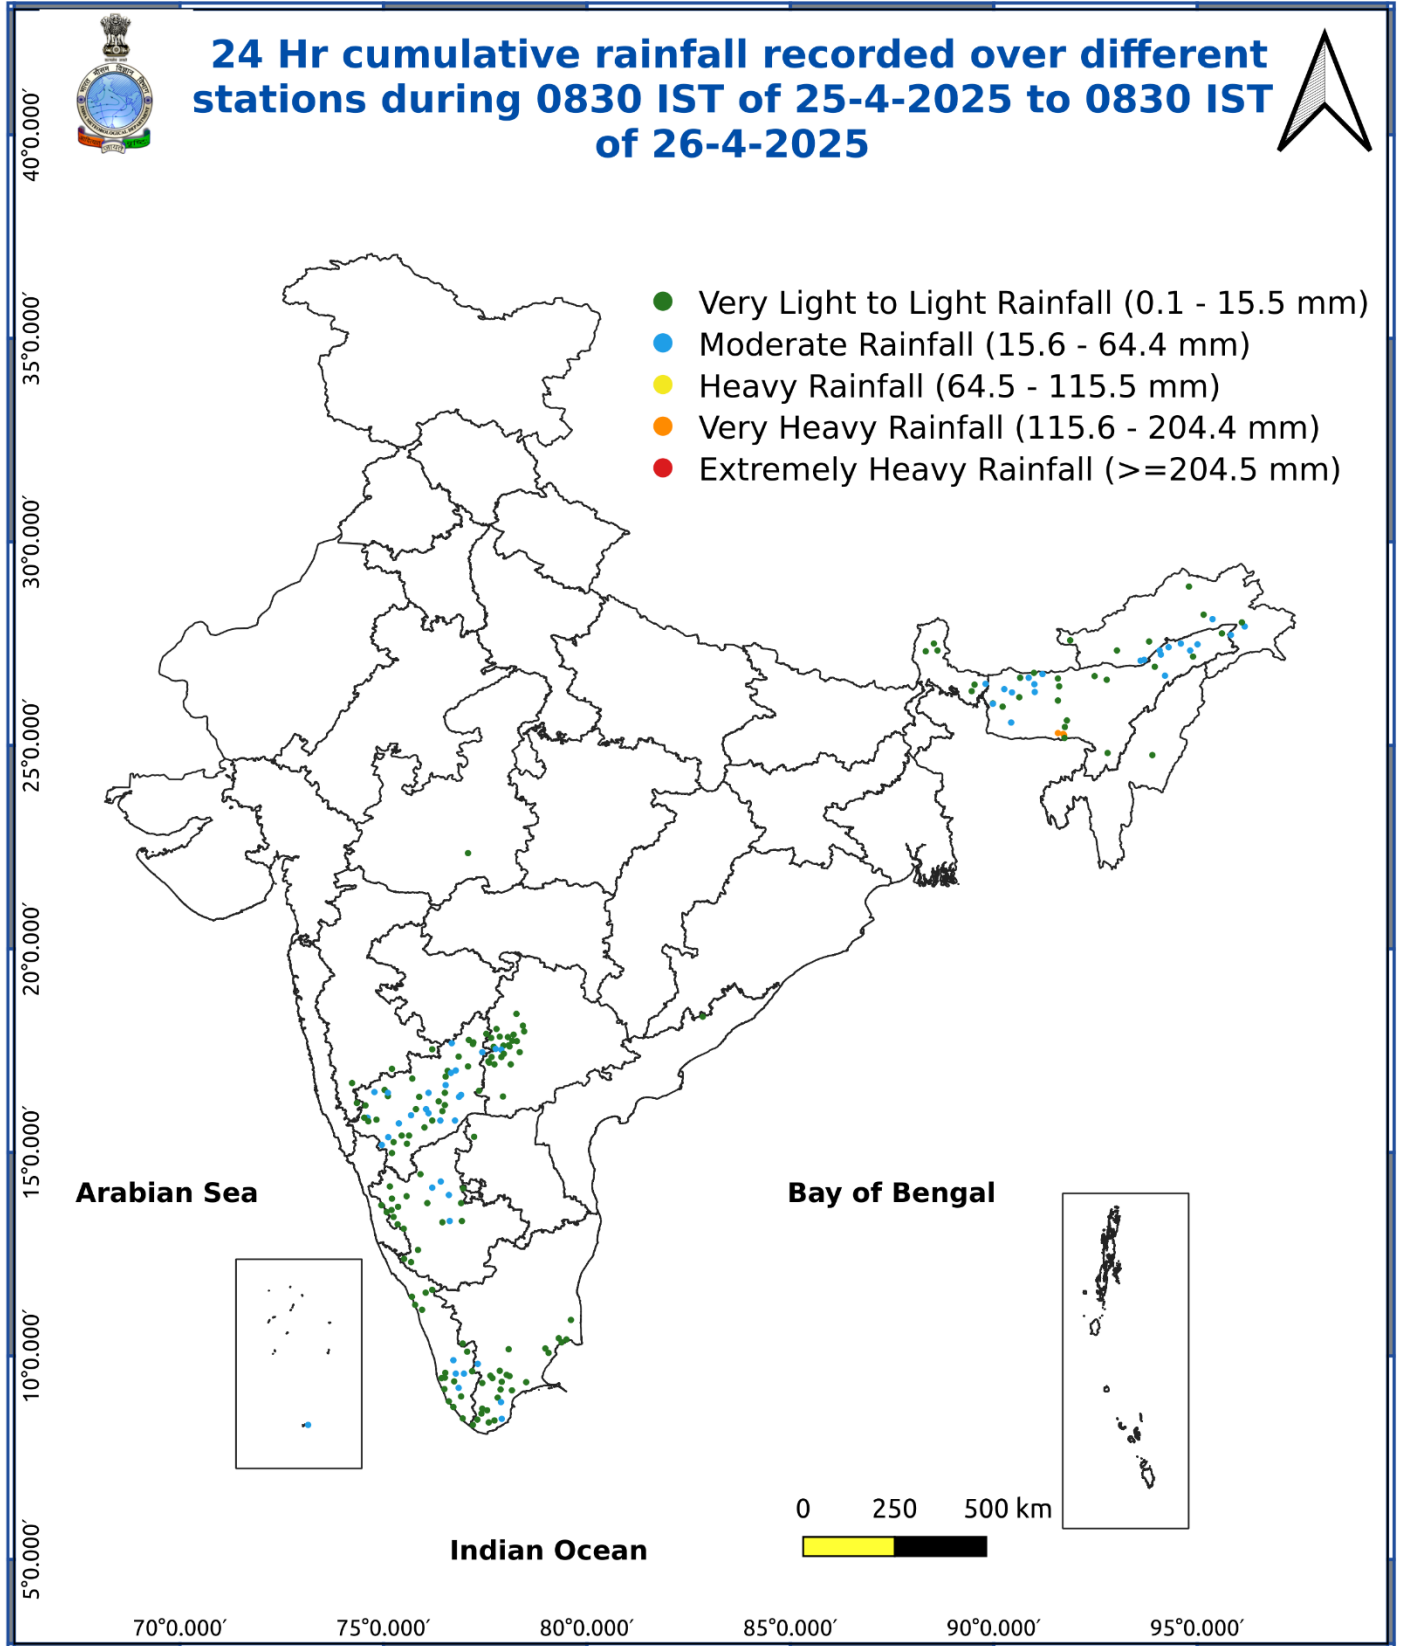 24 Hr cumulative rainfall recorded over different
stations during 0830 IST of 25-4-2025 to 0830 IST
of 26-4-2025
Very Light to Light Rainfall (0.1 - 15.5 mm)
Moderate Rainfall (15.6 - 64.4 mm)
Heavy Rainfall (64.5 - 115.5 mm)
Very Heavy Rainfall (115.6 - 204.4 mm)
Extremely Heavy Rainfall (>=204.5 mm)
40°0.000′
35°0.000′
30°0.000′
25°0.000′
20°0.000′
15°0.000′
10°0.000′
5°0.000′
Arabian Sea
Bay of Bengal
Indian Ocean
0 250 500 km
70°0.000′ 75°0.000′ 80°0.000′ 85°0.000′ 90°0.000′ 95°0.000′